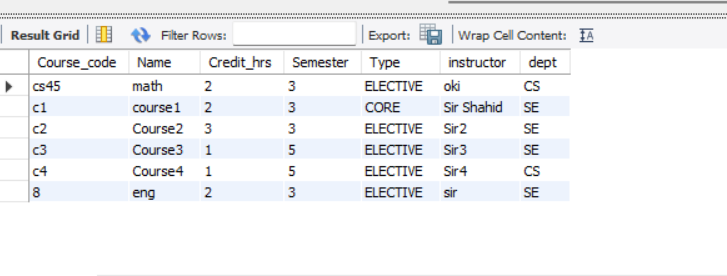 Result Grid Filter Rows: Export: Wrap Cell Content:
Course_code Name Credit_hrs Semester Type instructor dept
cs45 math 2 3 ELECTIVE oki CS
c1 course1 2 3 CORE Sir Shahid SE
c2 Course2 3 3 ELECTIVE Sir2 SE
c3 Course3 1 5 ELECTIVE Sir3 SE
c4 Course4 1 5 ELECTIVE Sir4 CS
8 eng 2 3 ELECTIVE sir SE